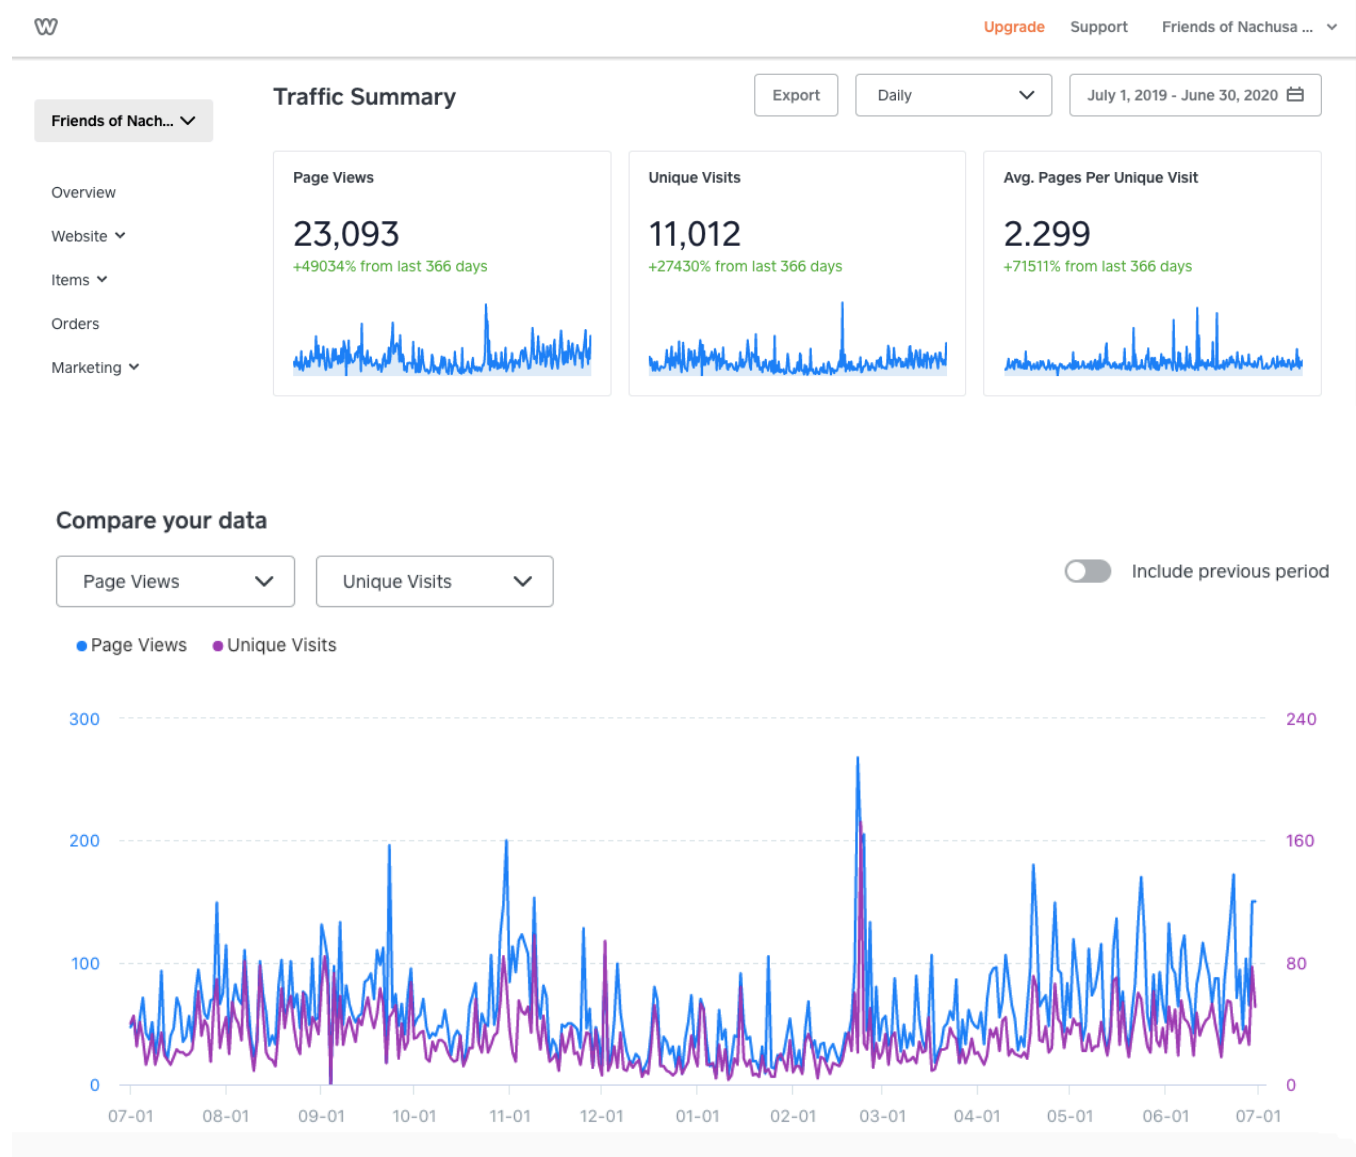 Upgrade Support Friends of Nachusa ...
Friends of Nach...
Overview
Website
Items
Orders
Marketing
Traffic Summary
Export
Daily
July 1, 2019 - June 30, 2020
Page Views
23,093
+49034% from last 366 days
Unique Visits
11,012
+27430% from last 366 days
Avg. Pages Per Unique Visit
2.299
+71511% from last 366 days
Compare your data
Page Views
Unique Visits
Include previous period
Page Views Unique Visits
300 240
200 160
100 80
0 0
07-01 08-01 09-01 10-01 11-01 12-01 01-01 02-01 03-01 04-01 05-01 06-01 07-01